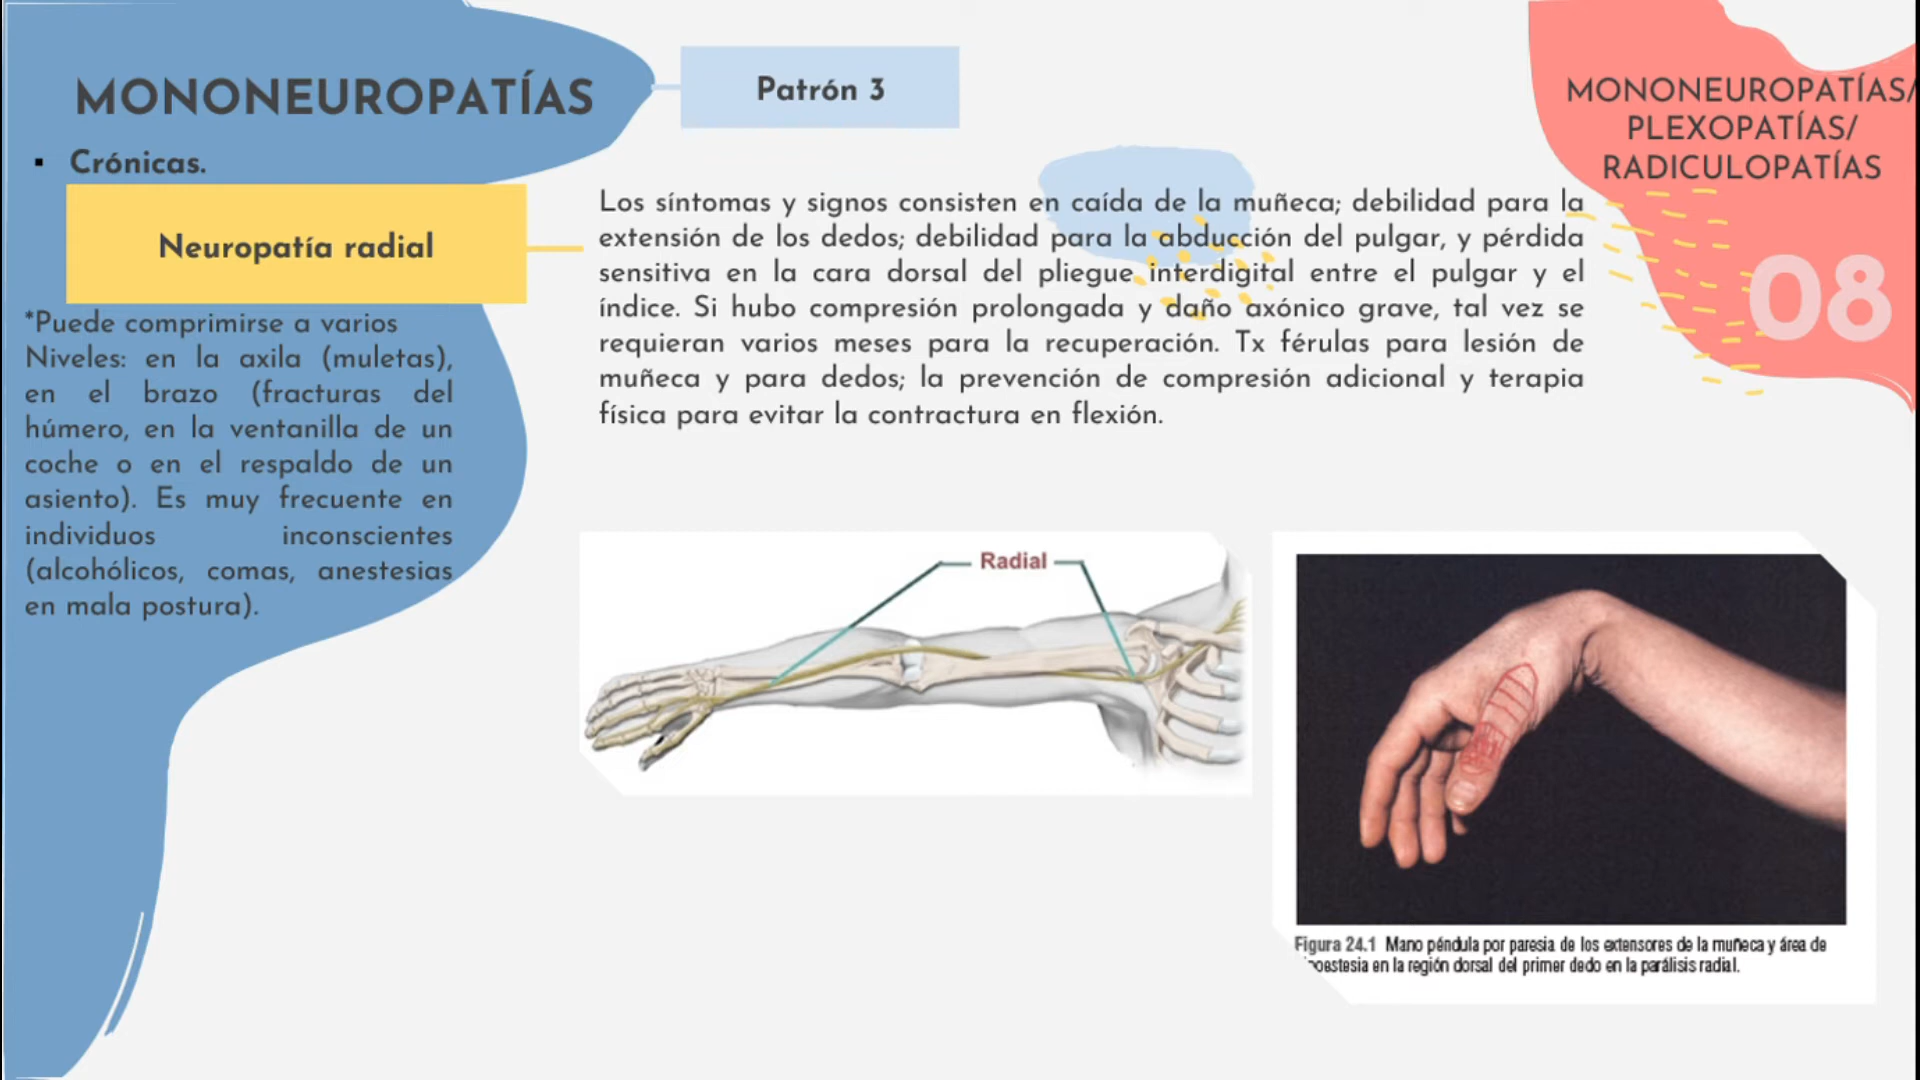 MONONEUROPATÍAS
Patrón 3
MONONEUROPATÍAS/
PLEXOPATÍAS/
RADICULOPATÍAS
08
▪ Crónicas.
Neuropatía radial
*Puede comprimirse a varios
Niveles: en la axila (muletas),
en el brazo (fracturas del
húmero, en la ventanilla de un
coche o en el respaldo de un
asiento). Es muy frecuente en
individuos inconscientes
(alcohólicos, comas, anestesias
en mala postura).
Los síntomas y signos consisten en caída de la muñeca; debilidad para la
extensión de los dedos; debilidad para la abducción del pulgar, y pérdida
sensitiva en la cara dorsal del pliegue interdigital entre el pulgar y el
índice. Si hubo compresión prolongada y daño axónico grave, tal vez se
requieran varios meses para la recuperación. Tx férulas para lesión de
muñeca y para dedos; la prevención de compresión adicional y terapia
física para evitar la contractura en flexión.
Radial
Figura 24.1 Mano péndula por paresia de los extensores de la muñeca y área de
en la región dorsal del primer dedo en la parálisis radial.